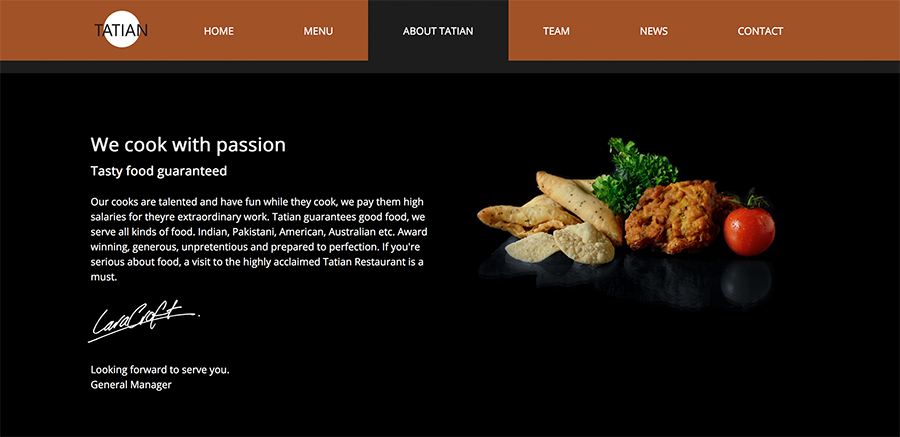 TATIAN
HOME
MENU
ABOUT TATIAN
TEAM
NEWS
CONTACT
We cook with passion
Tasty food guaranteed
Our cooks are talented and have fun while they cook, we pay them high
salaries for theyre extraordinary work. Tatian guarantees good food, we
serve all kinds of food. Indian, Pakistani, American, Australian etc. Award
winning, generous, unpretentious and prepared to perfection. If you're
serious about food, a visit to the highly acclaimed Tatian Restaurant is a
must.
LaraCroft.
Looking forward to serve you.
General Manager